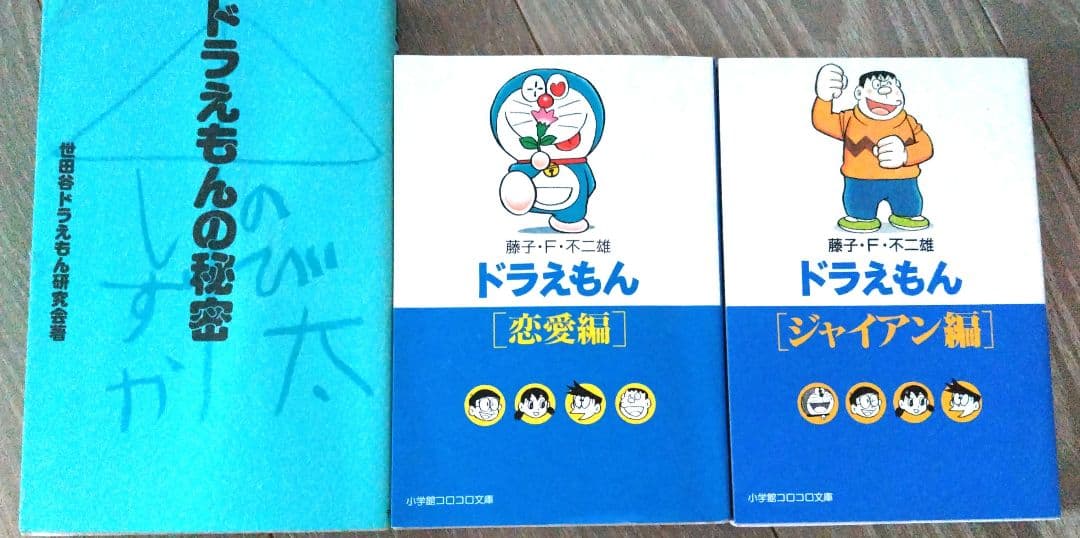 ドラえもんの秘密
世田谷ドラえもん研究会著
のび太
しずか
藤子・F・不二雄
ドラえもん
[恋愛編]
小学館コロコロ文庫
藤子・F・不二雄
ドラえもん
[ジャイアン編]
小学館コロコロ文庫